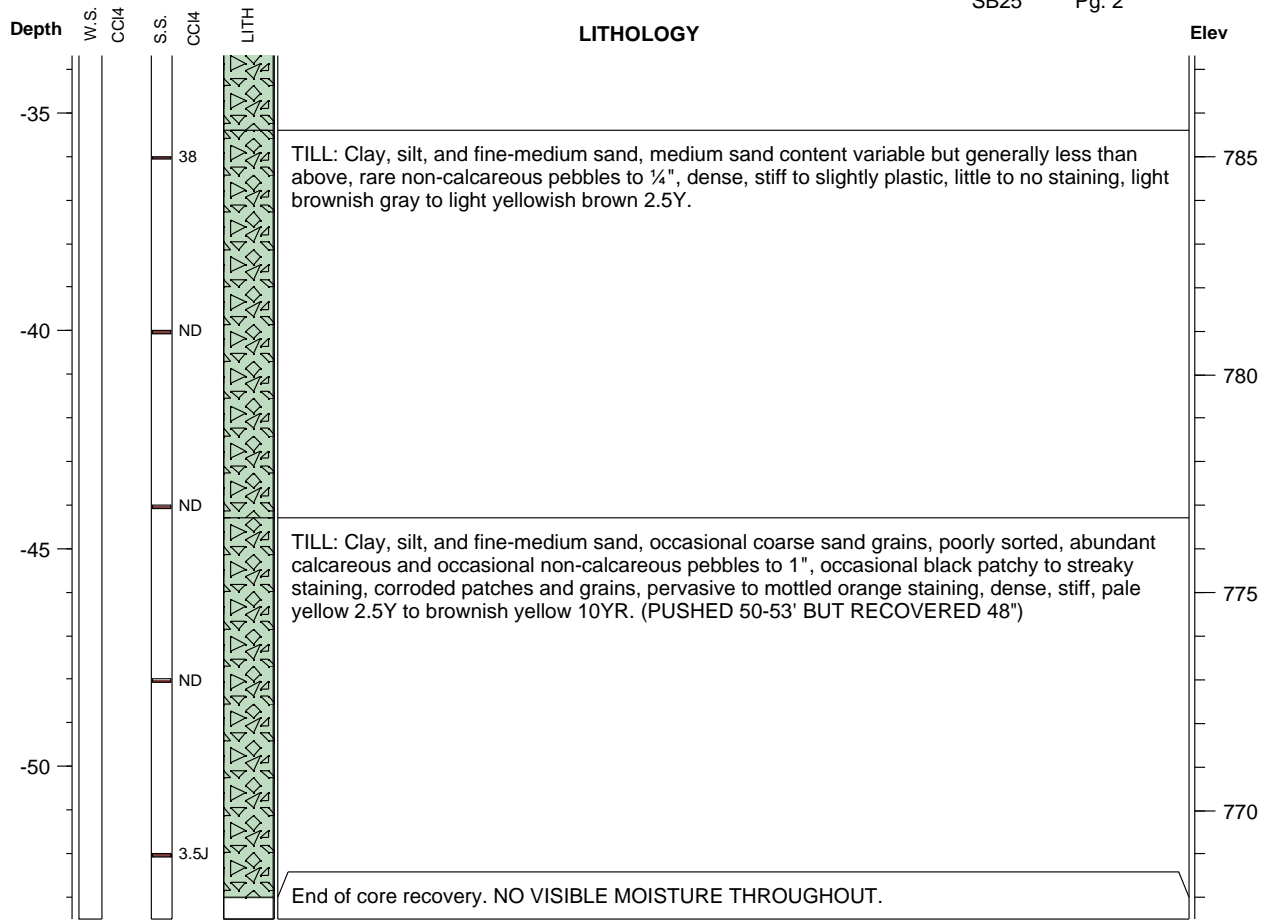 SB25 Pg. 2
Depth W.S. CCl4 S.S. CCl4 LITH LITHOLOGY Elev
-35
38
TILL: Clay, silt, and fine-medium sand, medium sand content variable but generally less than
above, rare non-calcareous pebbles to ¼", dense, stiff to slightly plastic, little to no staining, light
brownish gray to light yellowish brown 2.5Y.
785
-40
ND
780
ND
-45
TILL: Clay, silt, and fine-medium sand, occasional coarse sand grains, poorly sorted, abundant
calcareous and occasional non-calcareous pebbles to 1", occasional black patchy to streaky
staining, corroded patches and grains, pervasive to mottled orange staining, dense, stiff, pale
yellow 2.5Y to brownish yellow 10YR. (PUSHED 50-53' BUT RECOVERED 48")
775
ND
-50
770
3.5J
End of core recovery. NO VISIBLE MOISTURE THROUGHOUT.